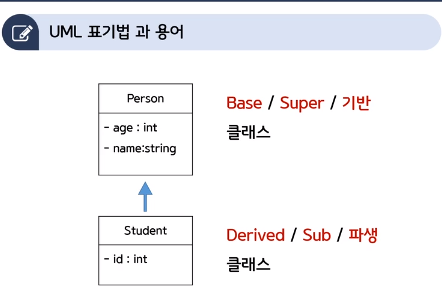 UML 표기법 과 용어
Person
- age : int
- name:string
Base / Super / 기반
클래스
Student
- id : int
Derived / Sub / 파생
클래스